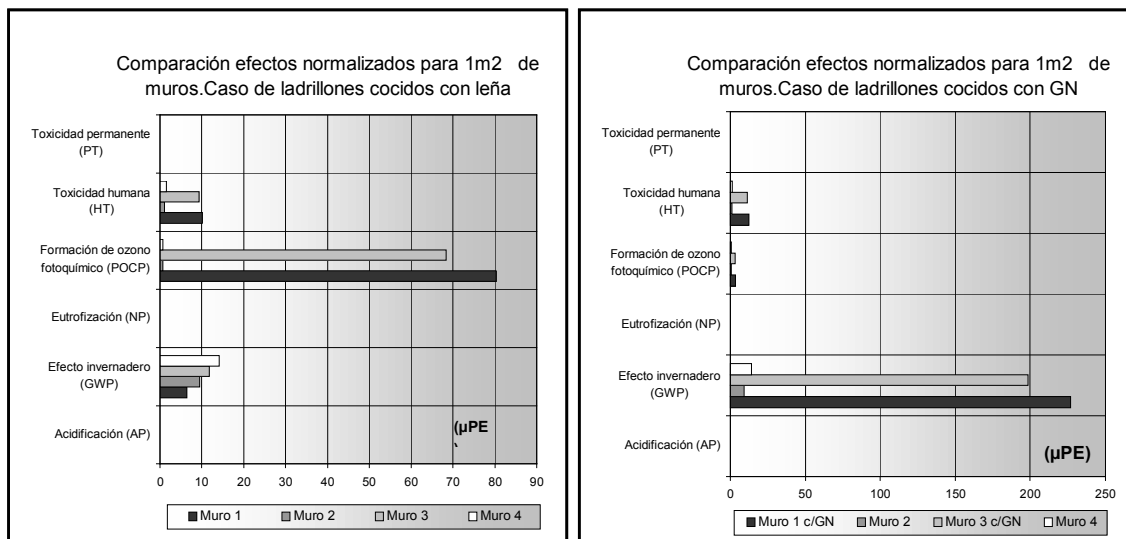 Comparación efectos normalizados para 1m2 de
muros.Caso de ladrillones cocidos con leña
Toxicidad permanente
(PT)
Toxicidad humana
(HT)
Formación de ozono
fotoquímico (POCP)
Eutrofización (NP)
Efecto invernadero
(GWP)
Acidificación (AP)
(µPE
0 10 20 30 40 50 60 70 80 90
Muro 1 Muro 2 Muro 3 Muro 4
Comparación efectos normalizados para 1m2 de
muros.Caso de ladrillones cocidos con GN
Toxicidad permanente
(PT)
Toxicidad humana
(HT)
Formación de ozono
fotoquímico (POCP)
Eutrofización (NP)
Efecto invernadero
(GWP)
Acidificación (AP)
(µPE)
0 50 100 150 200 250
Muro 1 c/GN Muro 2 Muro 3 c/GN Muro 4